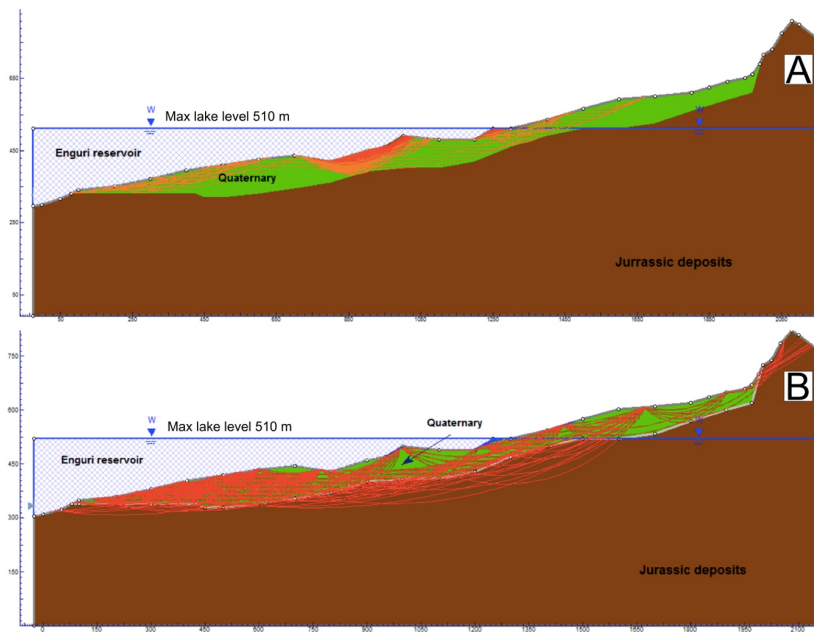 A
650
W
Max lake level 510 m
W
450
Enguri reservoir
Quaternary
250
Jurrassic deposits
50
50 250 450 650 850 1050 1250 1450 1650 1850 2050
B
750
600
W
Max lake level 510 m
Quaternary
W
Enguri reservoir
450
300
150
Jurassic deposits
0 150 300 450 600 750 900 1050 1200 1350 1500 1650 1800 1950 2100